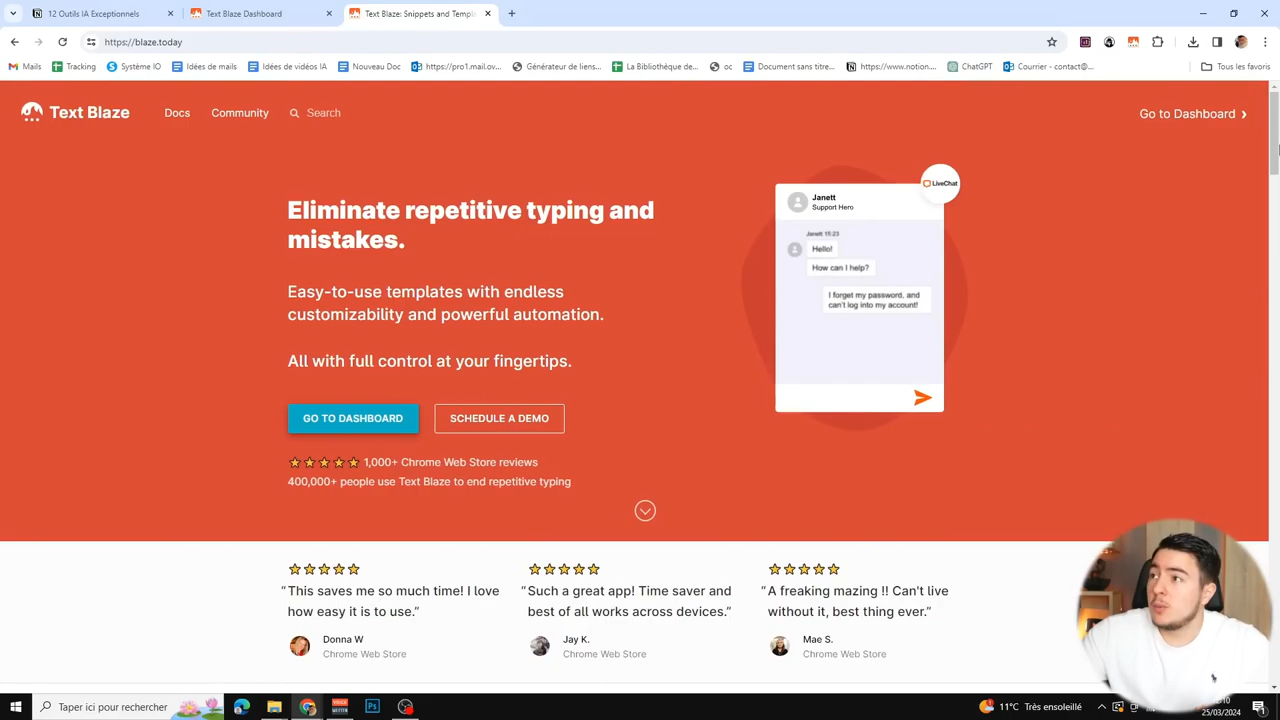 12 Outils IA Exceptionnels
Text Blaze Dashboard
Text Blaze: Snippets and Templ
https://blaze.today
Mails
Tracking
Système IO
Idées de mails
Idées de vidéos IA
Nouveau Doc
https://pro1.mail.ov...
Générateur de liens...
La Bibliothèque de...
oc
Document sans titre...
https://www.notion....
ChatGPT
Courrier - contact@...
Tous les favoris
Text Blaze
Docs
Community
Search
Go to Dashboard
LiveChat
Janett
Support Hero
Eliminate repetitive typing and
mistakes.
Janett 15:23
Hello!
How can I help?
I forget my password, and
can't log into my account!
Easy-to-use templates with endless
customizability and powerful automation.
All with full control at your fingertips.
GO TO DASHBOARD
SCHEDULE A DEMO
1,000+ Chrome Web Store reviews
400,000+ people use Text Blaze to end repetitive typing
“This saves me so much time! I love
how easy it is to use.”
Donna W
Chrome Web Store
“Such a great app! Time saver and
best of all works across devices.”
Jay K.
Chrome Web Store
“A freaking mazing !! Can't live
without it, best thing ever.”
Mae S.
Chrome Web Store
Taper ici pour rechercher
11°C Très ensoleillé
25/03/2024